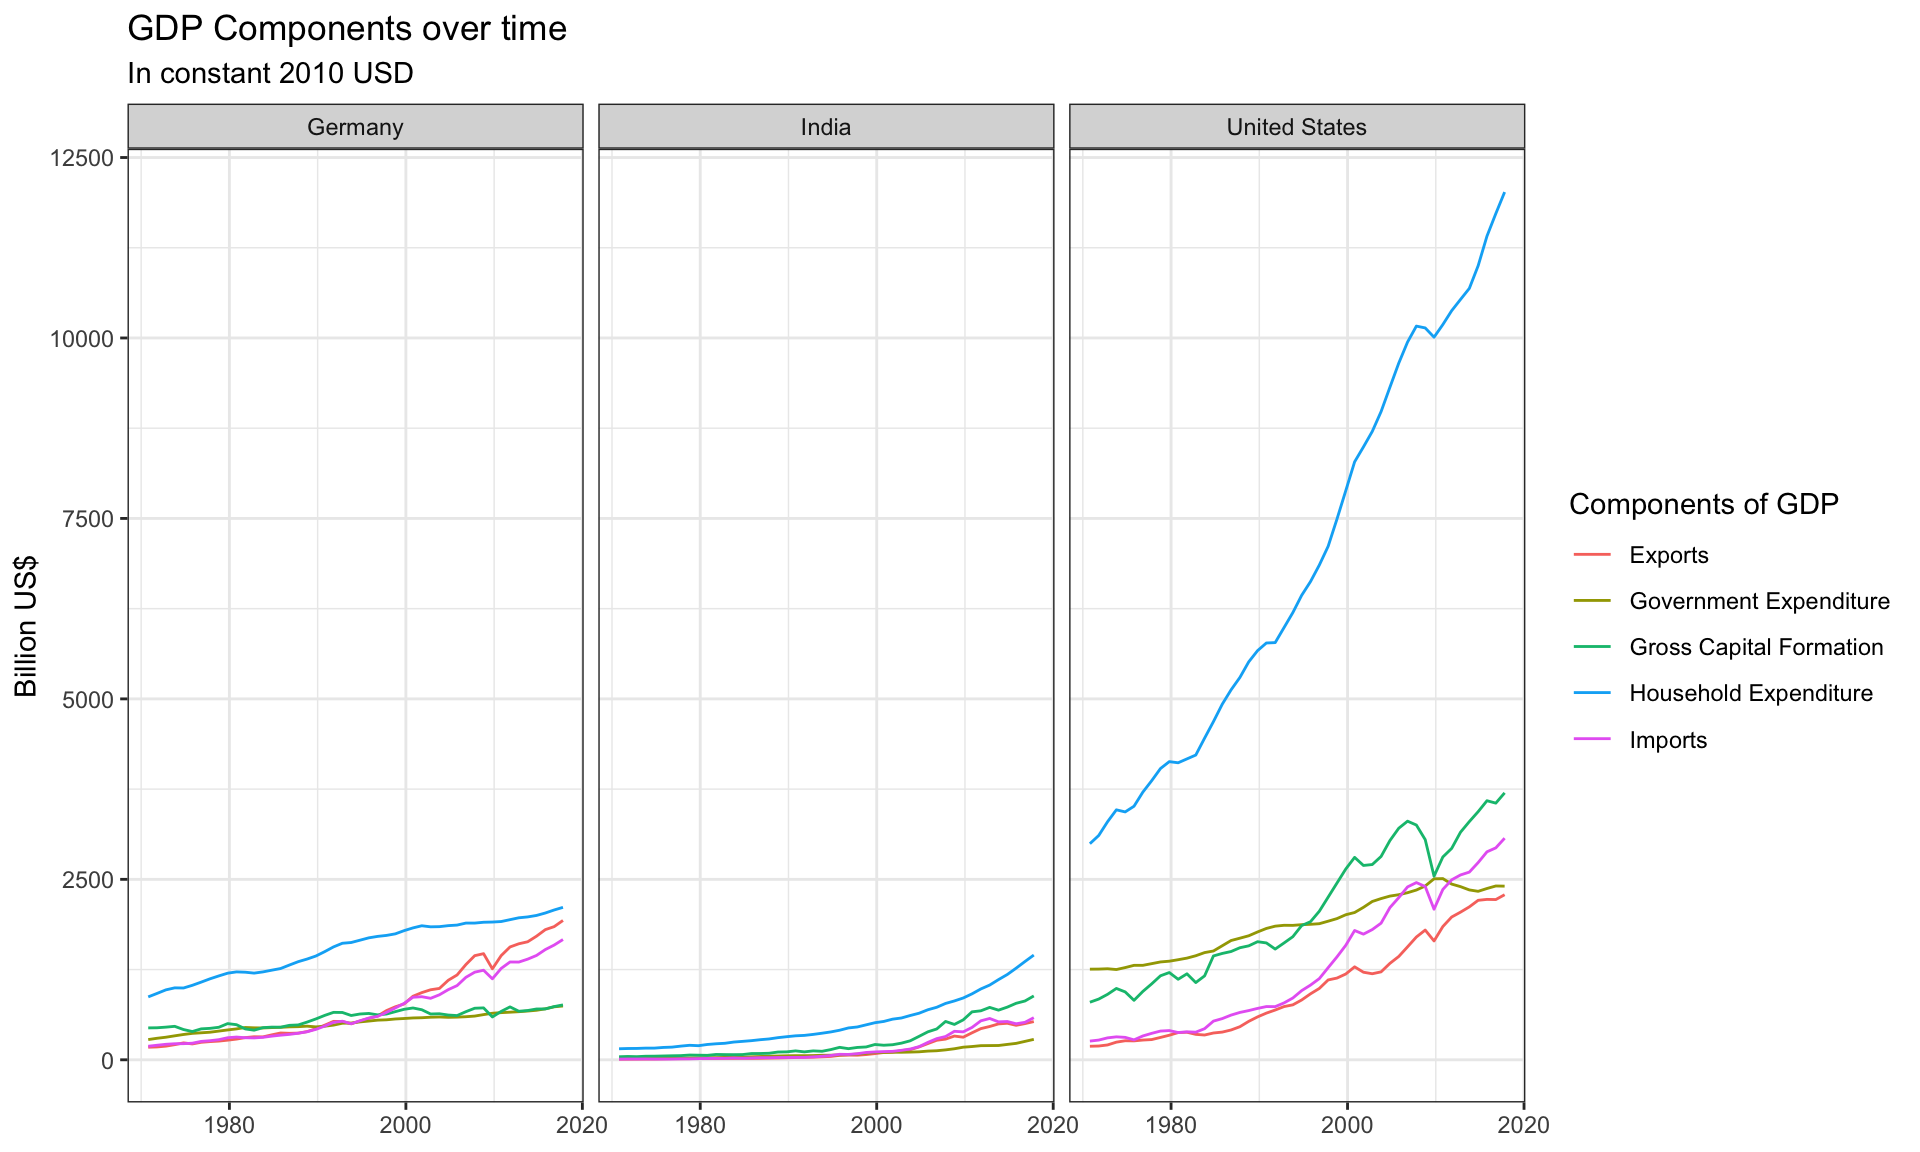 GDP Components over time
In constant 2010 USD
Germany
India
United States
Billion US$
12500
10000
7500
5000
2500
0
1980
2000
2020
1980
2000
2020
1980
2000
2020
Components of GDP
Exports
Government Expenditure
Gross Capital Formation
Household Expenditure
Imports